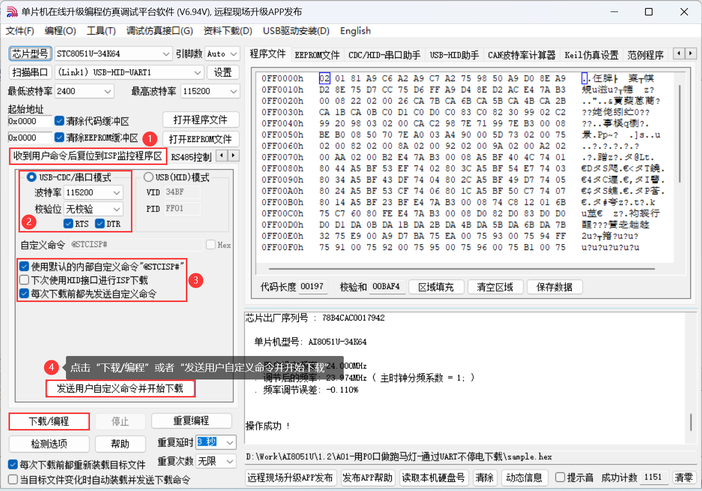 单片机在线升级编程仿真调试平台软件 (V6.94V), 远程现场升级APP发布
文件(F) 编程(O) 工具(T) 调试仿真接口(G) 资料下载(D) USB驱动安装(D) English
芯片型号 STC8051U-34K64 引脚数 Auto
扫描串口 (Link1) USB-HID-UART1 设置
最低波特率 2400 最高波特率 115200
起始地址
0x0000 清除代码缓冲区 打开程序文件
0x0000 清除EEPROM缓冲区 打开EEPROM文件
1
收到用户命令后复位到ISP监控程序区 RS485控制
USB-CDC/串口模式 USB(HID)模式
波特率 115200 VID 34BF
校验位 无校验 PID FF01
2
RTS DTR
自定义命令 @STCISP# Hex
使用默认的内部自定义命令"@STCISP#"
下次使用HID接口进行ISP下载
3
每次下载前都先发送自定义命令
4 点击“下载/编程”或者“发送用户自定义命令并开始下载”
发送用户自定义命令并开始下载
下载/编程 停止 重复编程
检测选项 帮助 重复延时 3 秒
每次下载前都重新装载目标文件 重复次数 无限
当目标文件变化时自动装载并发送下载命令
程序文件 EEPROM文件 CDC/HID-串口助手 USB-HID助手 CAN波特率计算器 Keil仿真设置 范例程序
0FF0000h 02 01 81 A9 C6 A2 A9 C7 A2 75 98 50 A9 D0 8E A9
0FF0010h D2 8E 75 D7 CC 75 D6 FF A9 D4 8E D2 AC E4 7A B3
0FF0020h 00 08 22 02 00 26 CA 7B CA 6B CA 5B CA 4B CA 2B
0FF0030h CA 1B CA 0B C0 D1 C0 D0 C0 83 C0 82 30 99 02 C2
0FF0040h 99 20 98 03 02 00 CA C2 98 7E 71 99 7E B3 00 08
0FF0050h BE B0 08 50 70 7E A0 03 A4 90 00 5D 73 02 00 75
0FF0060h 02 00 82 02 00 8A 02 00 92 02 00 9A 02 00 A2 02
0FF0070h 00 AA 02 00 B2 E4 7A B3 00 08 A5 BF 40 4C 74 01
0FF0080h 80 44 A5 BF 53 EF 74 02 80 3C A5 BF 54 E7 74 03
0FF0090h 80 34 A5 BF 43 DF 74 04 80 2C A5 BF 49 D7 74 05
0FF00A0h 80 24 A5 BF 53 CF 74 06 80 1C A5 BF 50 C7 74 07
0FF00B0h 80 14 A5 BF 23 BF E4 7A B3 00 08 74 C8 12 01 6B
0FF00C0h 75 C7 60 80 FE E4 7A B3 00 08 D0 82 D0 83 D0 D0
0FF00D0h D0 D1 DA 0B DA 1B DA 2B DA 4B DA 5B DA 6B DA 7B
0FF00E0h 32 75 E9 00 A9 D7 BA 75 EA 00 75 93 00 75 94 FF
0FF00F0h 75 91 00 75 92 00 75 95 00 75 96 00 75 B1 00 75
代码长度 00197 校验和 00BAF4 区域填充 清空区域 保存数据
芯片出厂序列号 : 78B4CAC0017942
单片机型号: AI8051U-34K64
24.000MHz
. 调节后的频率: 23.974MHz ( 主时钟分频系数 = 1; )
. 频率调节误差: -0.110%
操作成功 !
D:\Work\AI8051U\1.2\A01-用P0口做跑马灯-通过UART不停电下载\sample.hex
远程现场升级APP发布 发布APP帮助 读取本机硬盘号 清除 动态信息 提示音 成功计数 1151 清零